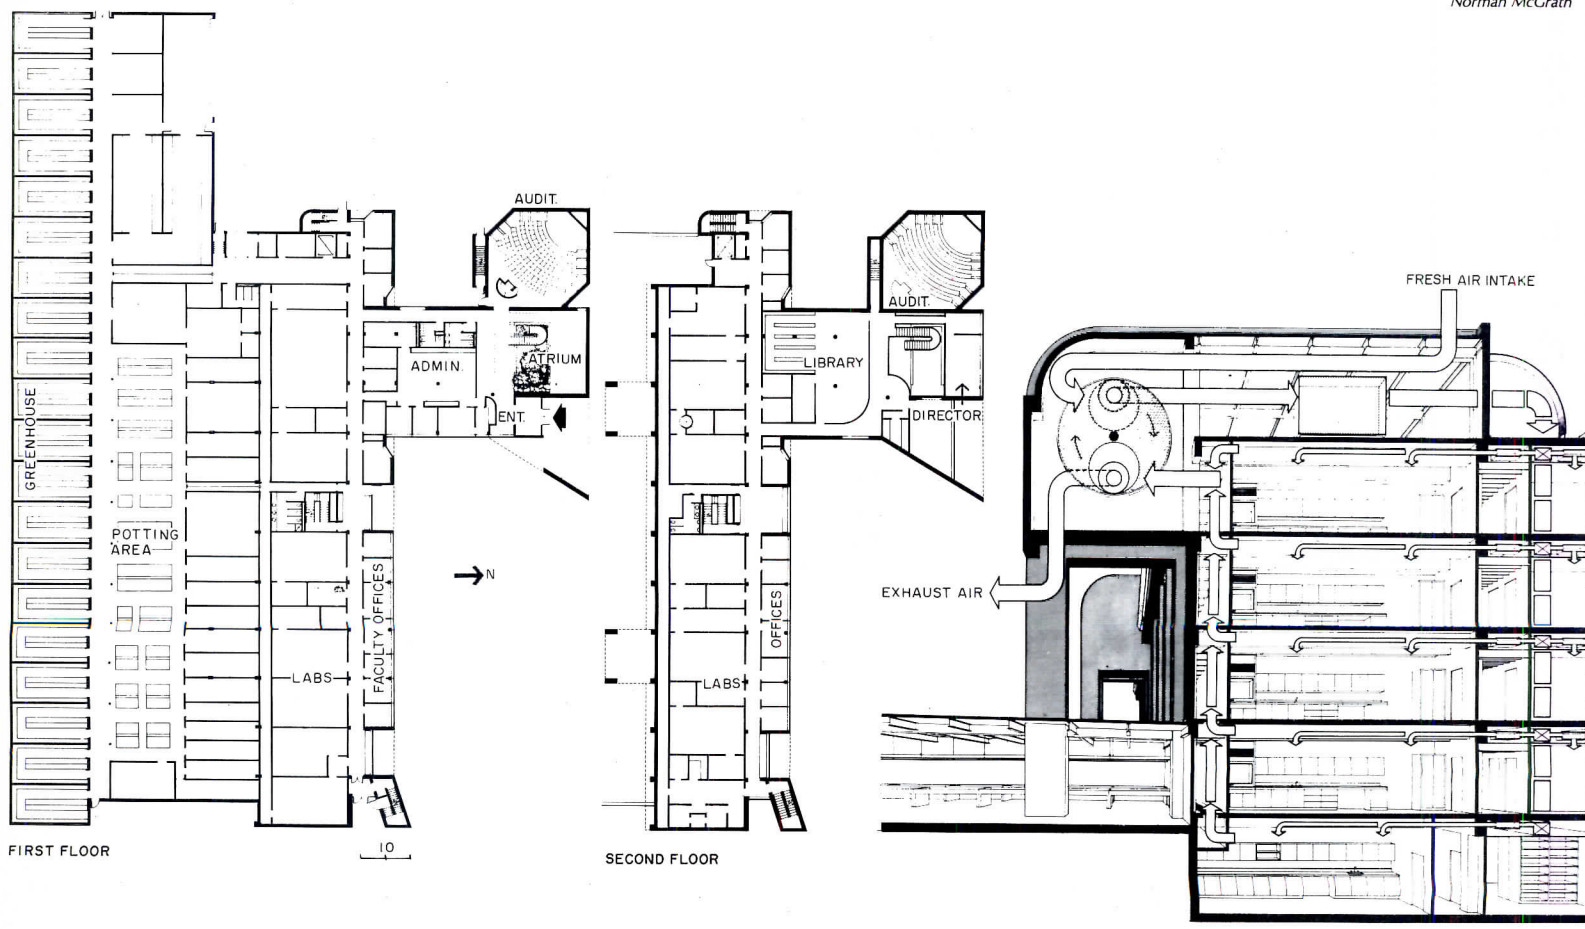 Norman McGrath
AUDIT.
GREENHOUSE
ADMIN.
ATRIUM
ENT.
POTTING
AREA
LABS
FACULTY OFFICES
N
FIRST FLOOR
10
AUDIT.
LIBRARY
DIRECTOR
OFFICES
LABS
SECOND FLOOR
FRESH AIR INTAKE
EXHAUST AIR